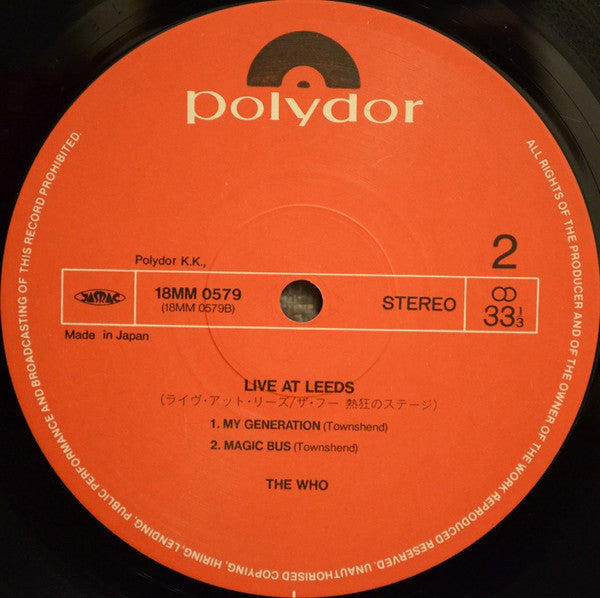 polydor
ALL RIGHTS OF THE PRODUCER AND OF THE OWNER OF THE WORK REPRODUCED RESERVED. UNAUTHORISED COPYING, HIRING, LENDING, PUBLIC PERFORMANCE AND BROADCASTING OF THIS RECORD PROHIBITED.
Polydor K.K.,
2
JASRAC
18MM 0579
(18MM 0579B)
STEREO
33 1/3
Made in Japan
LIVE AT LEEDS
(ライヴ・アット・リーズ/ザ・フー 熱狂のステージ)
1. MY GENERATION (Townshend)
2. MAGIC BUS (Townshend)
THE WHO